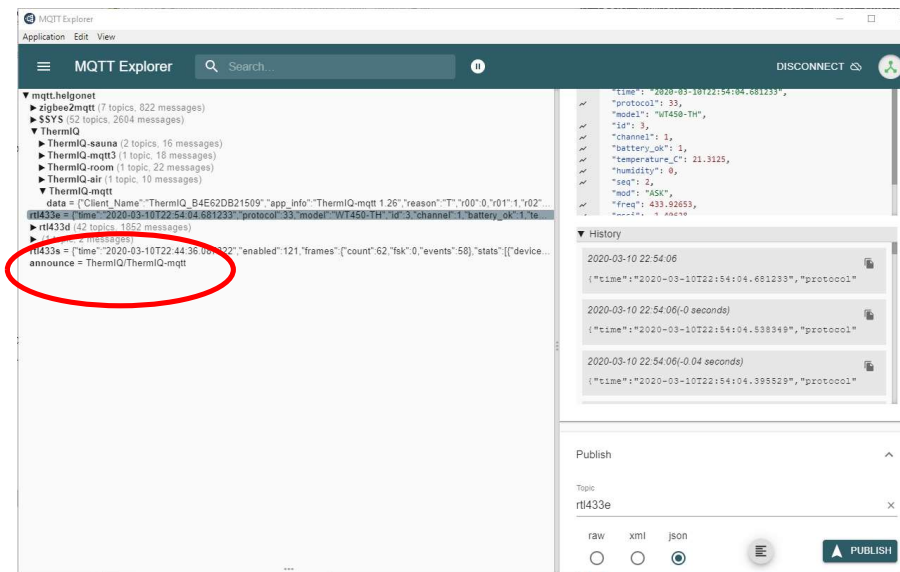 MQTT Explorer
Application Edit View
MQTT Explorer
Search...
DISCONNECT
▼ mqtt.helgonet
▶ zigbee2mqtt (7 topics, 822 messages)
▶ $SYS (52 topics, 2604 messages)
▼ ThermIQ
▶ ThermIQ-sauna (2 topics, 16 messages)
▶ ThermIQ-mqtt3 (1 topic, 18 messages)
▶ ThermIQ-room (1 topic, 22 messages)
▶ ThermIQ-air (1 topic, 10 messages)
▼ ThermIQ-mqtt
data = {"Client_Name":"ThermIQ_B4E62DB21509","app_info":"ThermIQ-mqtt 1.26","reason":"T","r00":0,"r01":1,"r02"...
rtl433e = {"time":"2020-03-10T22:54:04.681233","protocol":33,"model":"WT450-TH","id":3,"channel":1,"battery_ok":1,"te...
▶ rtl433d (42 topics, 1852 messages)
▶ (1 topic, 2 messages)
rtl433s = {"time":"2020-03-10T22:44:36. ,"enabled":121,"frames":{"count":62,"fsk":0,"events":58},"stats":[{"device...
announce = ThermIQ/ThermIQ-mqtt
"time": "2020-03-10T22:54:04.681233",
"protocol": 33,
"model": "WT450-TH",
"id": 3,
"channel": 1,
"battery_ok": 1,
"temperature_C": 21.3125,
"humidity": 0,
"seq": 2,
"mod": "ASK",
"freq": 433.92653,
▼ History
2020-03-10 22:54:06
{"time":"2020-03-10T22:54:04.681233","protocol"
2020-03-10 22:54:06(-0 seconds)
{"time":"2020-03-10T22:54:04.538349","protocol"
2020-03-10 22:54:06(-0.04 seconds)
{"time":"2020-03-10T22:54:04.395529","protocol"
Publish
Topic
rtl433e
raw xml json
PUBLISH